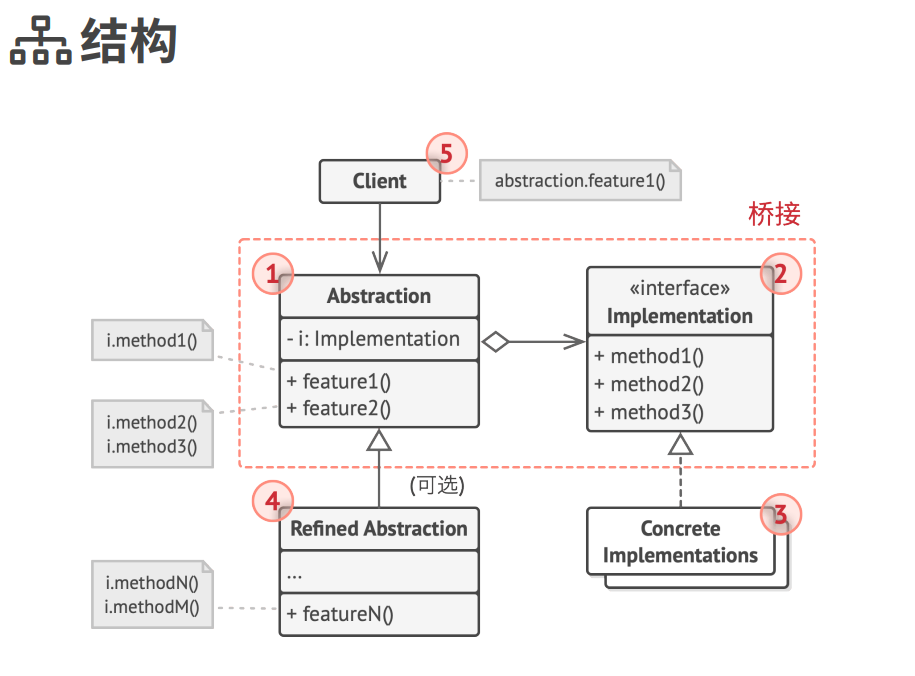 结构
5
Client
abstraction.feature1()
桥接
1
Abstraction
- i: Implementation
+ feature1()
+ feature2()
2
«interface»
Implementation
+ method1()
+ method2()
+ method3()
i.method1()
i.method2()
i.method3()
(可选)
4
Refined Abstraction
...
+ featureN()
3
Concrete
Implementations
i.methodN()
i.methodM()